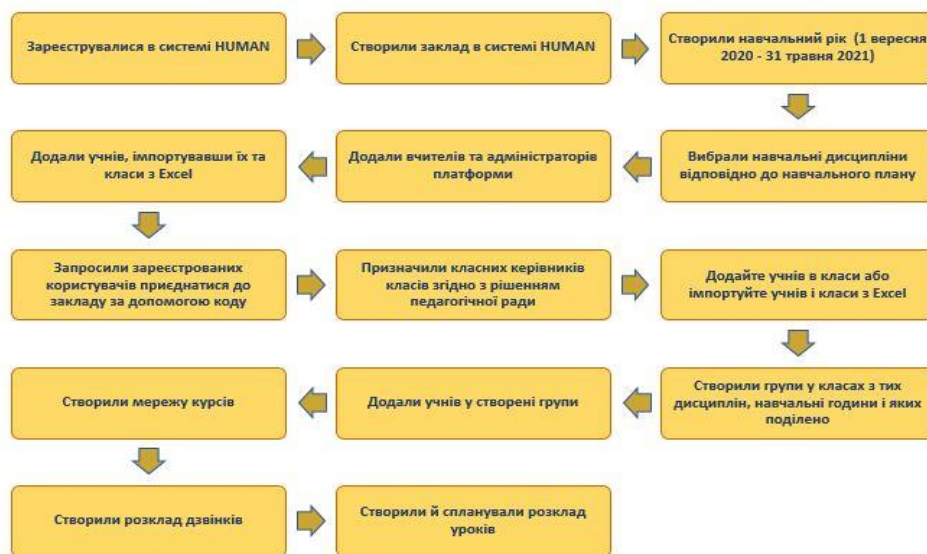 Зареєструвалися в системі HUMAN
Створили заклад в системі HUMAN
Створили навчальний рік (1 вересня
2020 - 31 травня 2021)
Вибрали навчальні дисципліни
відповідно до навчального плану
Додали вчителів та адміністраторів
платформи
Додали учнів, імпортувавши їх та
класи з Excel
Запросили зареєстрованих
користувачів приєднатися до
закладу за допомогою коду
Призначили класних керівників
класів згідно з рішенням
педагогічної ради
Додайте учнів в класи або
імпортуйте учнів і класи з Excel
Створили групи у класах з тих
дисциплін, навчальні години і яких
поділено
Додали учнів у створені групи
Створили мережу курсів
Створили розклад дзвінків
Створили й спланували розклад
уроків